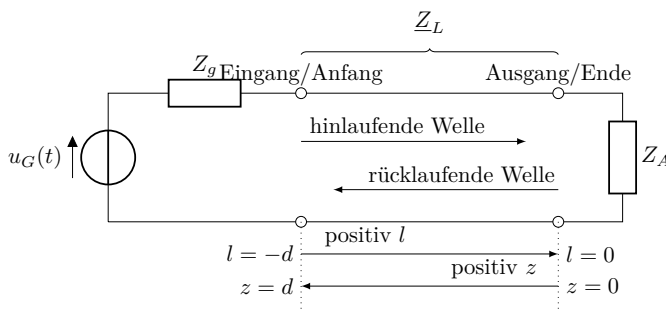 Z_L
Z_g Eingang/Anfang Ausgang/Ende
hinlaufende Welle
u_G(t) Z_A
rücklaufende Welle
positiv l
l = −d l = 0
positiv z
z = d z = 0